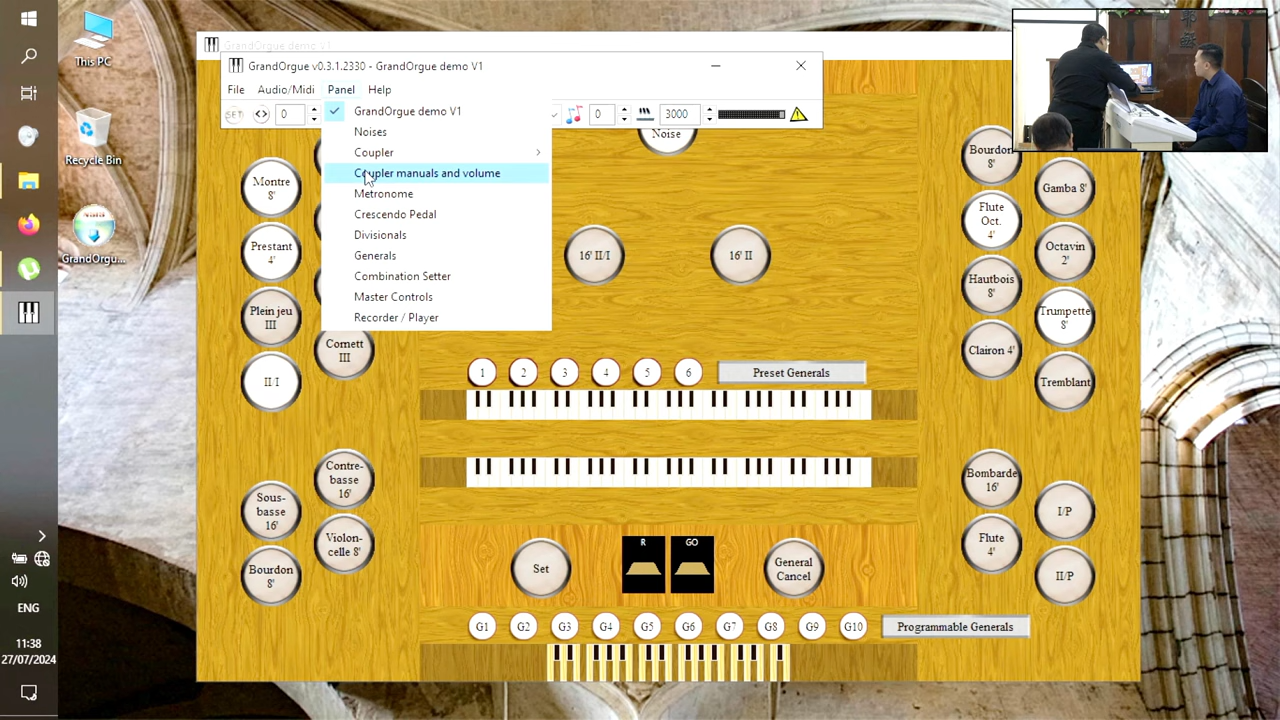 This PC
Recycle Bin
GrandOrgu...
ENG
11:38
27/07/2024
GrandOrgue demo V1
GrandOrgue v0.3.1.2330 - GrandOrgue demo V1
File Audio/Midi Panel Help
SET 0 0 3000
GrandOrgue demo V1
Noises
Coupler
Coupler manuals and volume
Metronome
Crescendo Pedal
Divisionals
Generals
Combination Setter
Master Controls
Recorder / Player
Noise
Montre
8'
Prestant
4'
Plein jeu
III
Cornett
III
II I
16' II/I
16' II
Bourdon
8'
Gamba 8'
Flute
Oct.
4'
Octavin
2'
Hautbois
8'
Trumpette
8'
Clairon 4'
Tremblant
1 2 3 4 5 6 Preset Generals
Contre-
basse
16'
Sous-
basse
16'
Violon-
celle 8'
Bourdon
8'
Set
R GO
General
Cancel
Bombarde
16'
I/P
Flute
4'
II/P
G1 G2 G3 G4 G5 G6 G7 G8 G9 G10 Programmable Generals